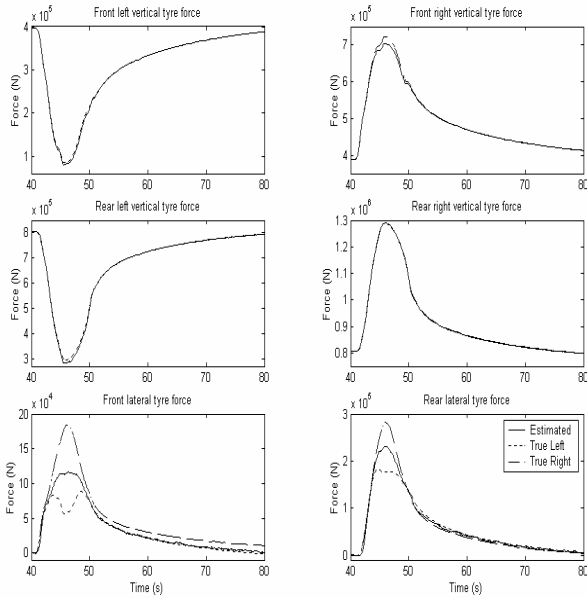 Front left vertical tyre force
x 10^5
4
3
2
1
Force (N)
40 50 60 70 80
Front right vertical tyre force
x 10^5
7
6
5
4
Force (N)
40 50 60 70 80
Rear left vertical tyre force
x 10^5
8
7
6
5
4
3
Force (N)
40 50 60 70 80
Rear right vertical tyre force
x 10^6
1.3
1.2
1.1
1
0.9
0.8
Force (N)
40 50 60 70 80
Front lateral tyre force
x 10^4
20
15
10
5
0
Force (N)
40 50 60 70 80
Time (s)
Rear lateral tyre force
x 10^5
3
2
1
0
Force (N)
Estimated
True Left
True Right
40 50 60 70 80
Time (s)